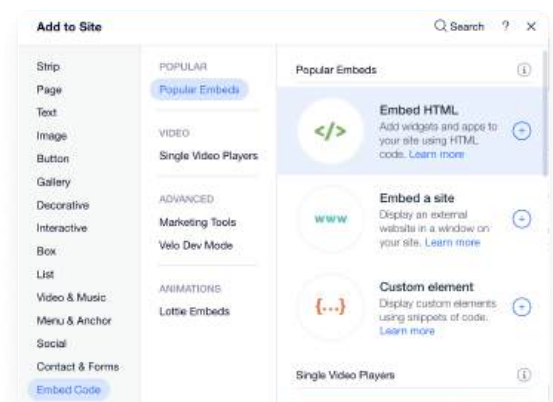 Add to Site
Search ? ×
Strip
Page
Text
Image
Button
Gallery
Decorative
Interactive
Box
List
Video & Music
Menu & Anchor
Social
Contact & Forms
Embed Code
POPULAR
Popular Embeds
VIDEO
Single Video Players
ADVANCED
Marketing Tools
Velo Dev Mode
ANIMATIONS
Lottie Embeds
Popular Embeds
</>
Embed HTML
Add widgets and apps to
your site using HTML
code. Learn more
www
Embed a site
Display an external
website in a window on
your site. Learn more
{...}
Custom element
Display custom elements
using snippets of code.
Learn more
Single Video Players